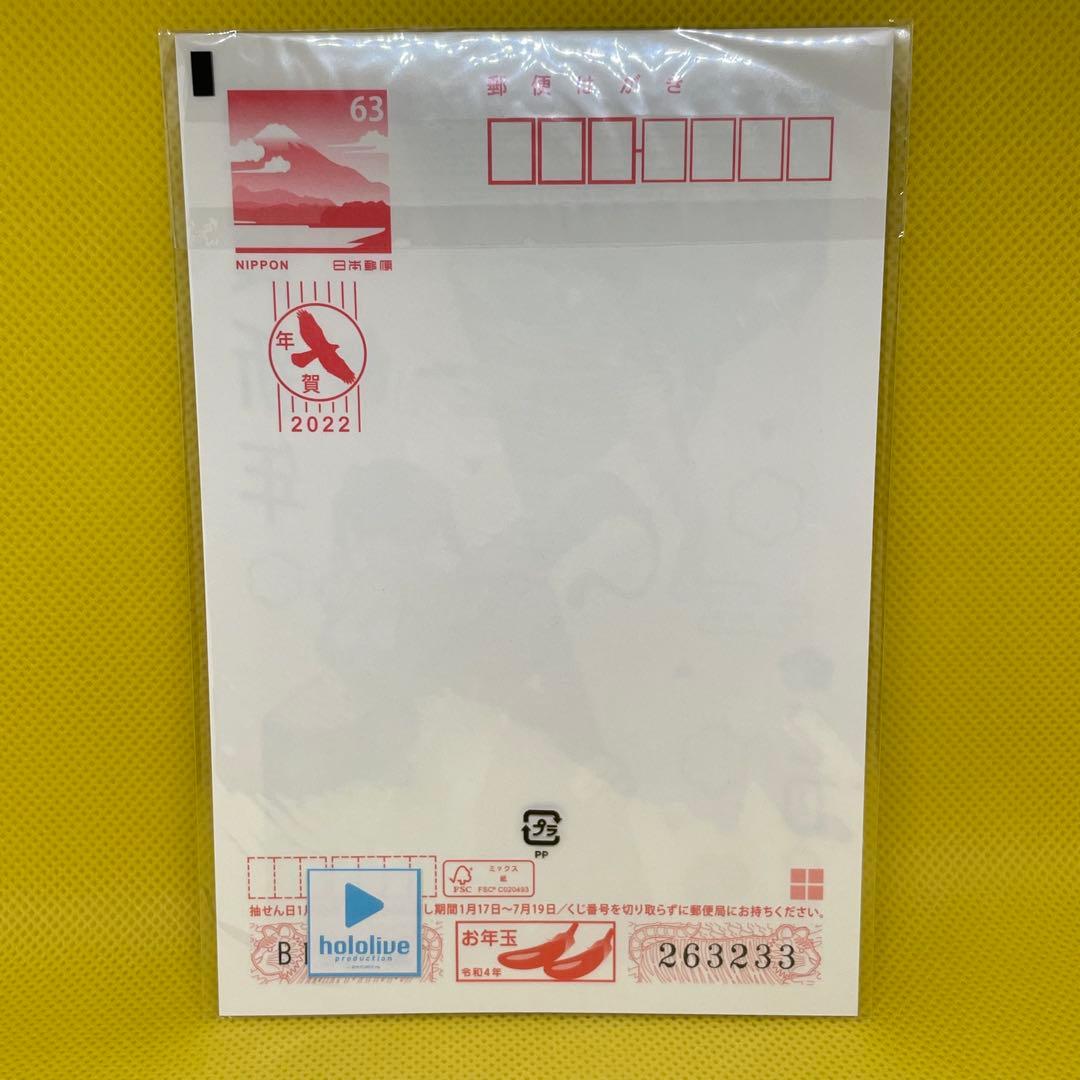 郵便はがき
63
NIPPON 日本郵便
年賀
2022
プラ
PP
ミックス
紙
FSC FSC® C020493
抽せん日1月 し期間1月17日~7月19日/くじ番号を切り取らずに郵便局にお持ちください。
hololive
production
B
お年玉
令和4年
263233